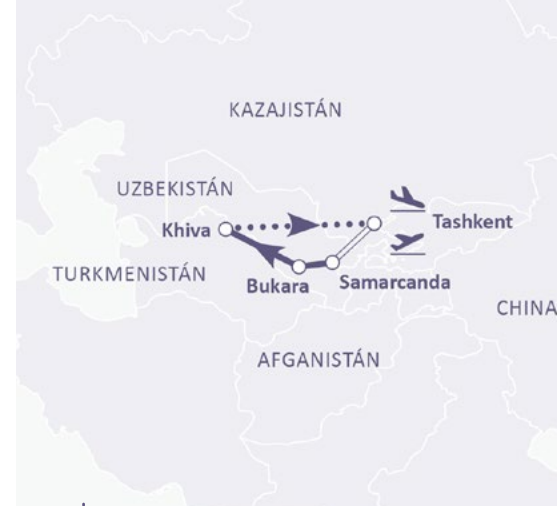 KAZAJISTÁN
UZBEKISTÁN
Tashkent
Khiva
TURKMENISTÁN
Bukara
Samarcanda
CHINA
AFGANISTÁN